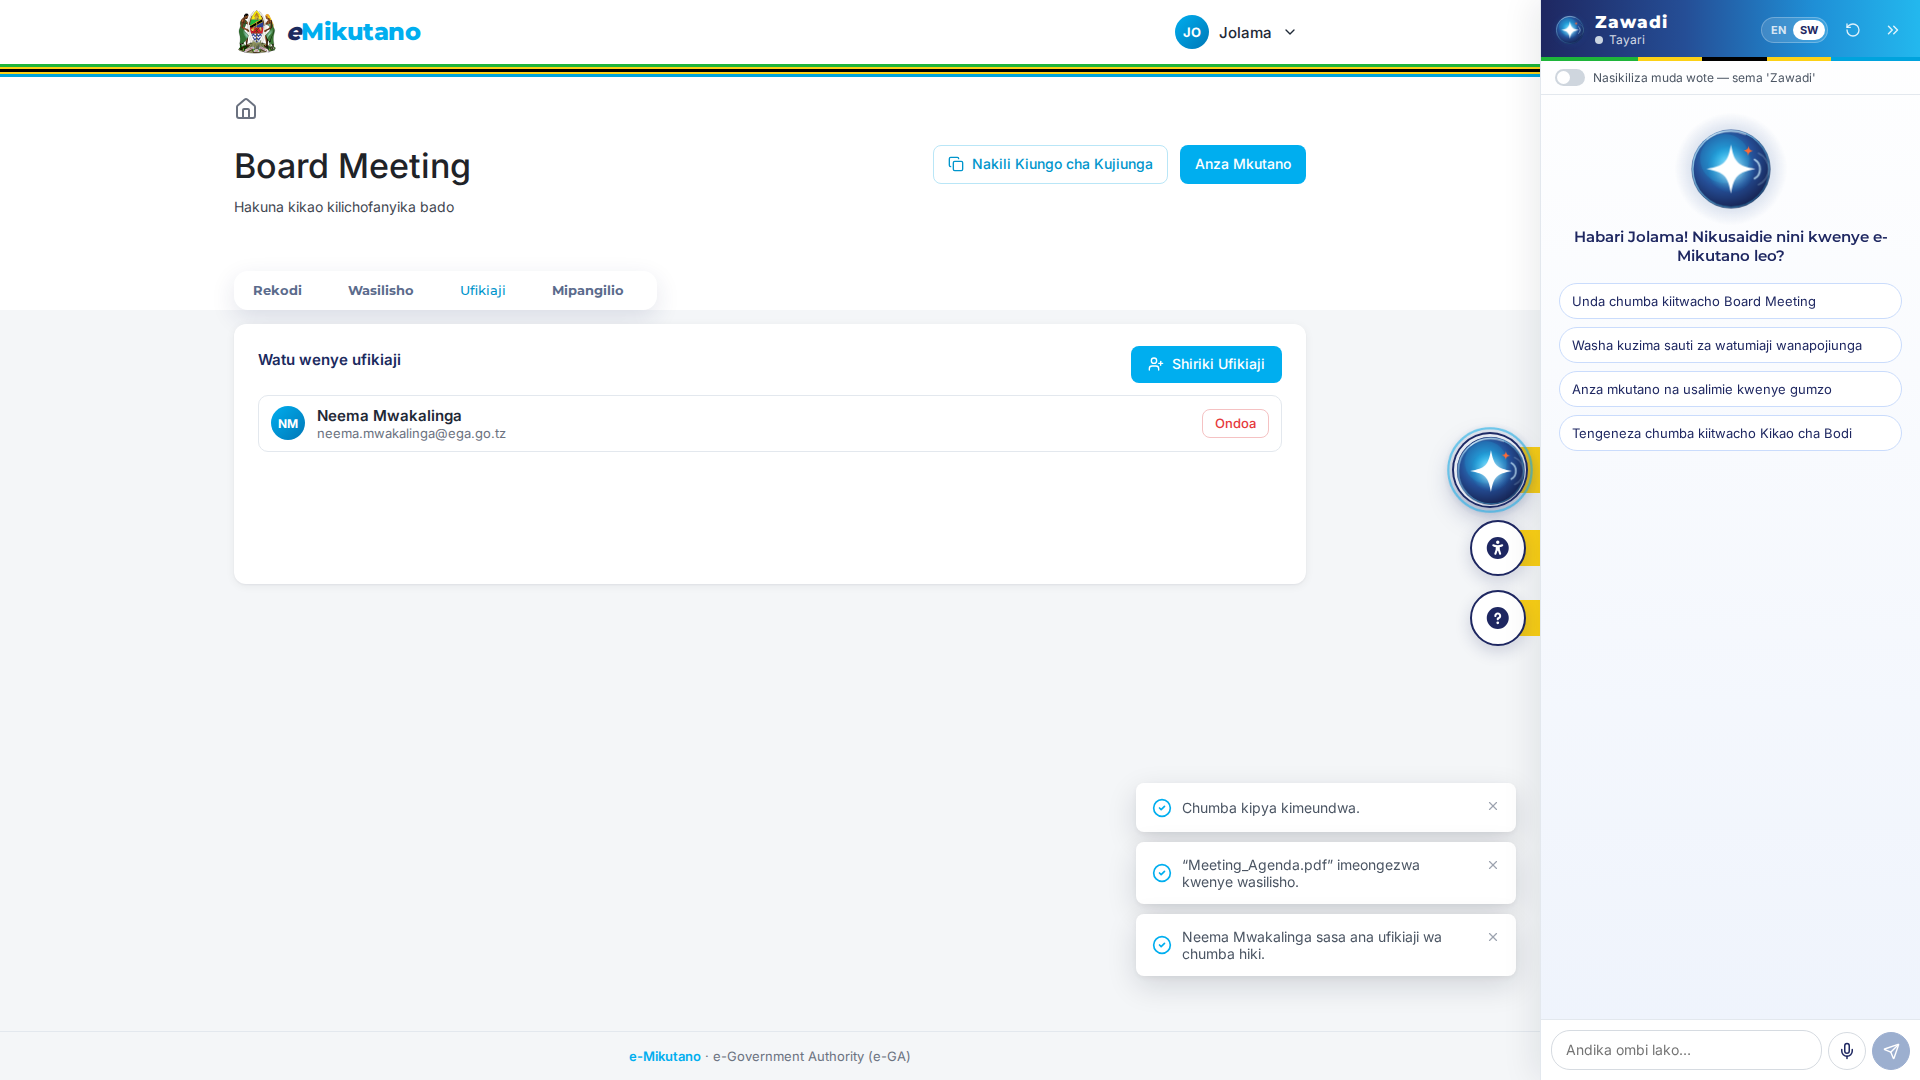 eMikutano
JO
Jolama
Board Meeting
Hakuna kikao kilichofanyika bado
Nakili Kiungo cha Kujiunga
Anza Mkutano
Rekodi
Wasilisho
Ufikiaji
Mipangilio
Watu wenye ufikiaji
Shiriki Ufikiaji
NM
Neema Mwakalinga
neema.mwakalinga@ega.go.tz
Ondoa
Chumba kipya kimeundwa.
“Meeting_Agenda.pdf” imeongezwa
kwenye wasilisho.
Neema Mwakalinga sasa ana ufikiaji wa
chumba hiki.
e-Mikutano · e-Government Authority (e-GA)
Zawadi
Tayari
EN
SW
Nasikiliza muda wote — sema 'Zawadi'
Habari Jolama! Nikusaidie nini kwenye e-
Mikutano leo?
Unda chumba kiitwacho Board Meeting
Washa kuzima sauti za watumiaji wanapojiunga
Anza mkutano na usalimie kwenye gumzo
Tengeneza chumba kiitwacho Kikao cha Bodi
Andika ombi lako...